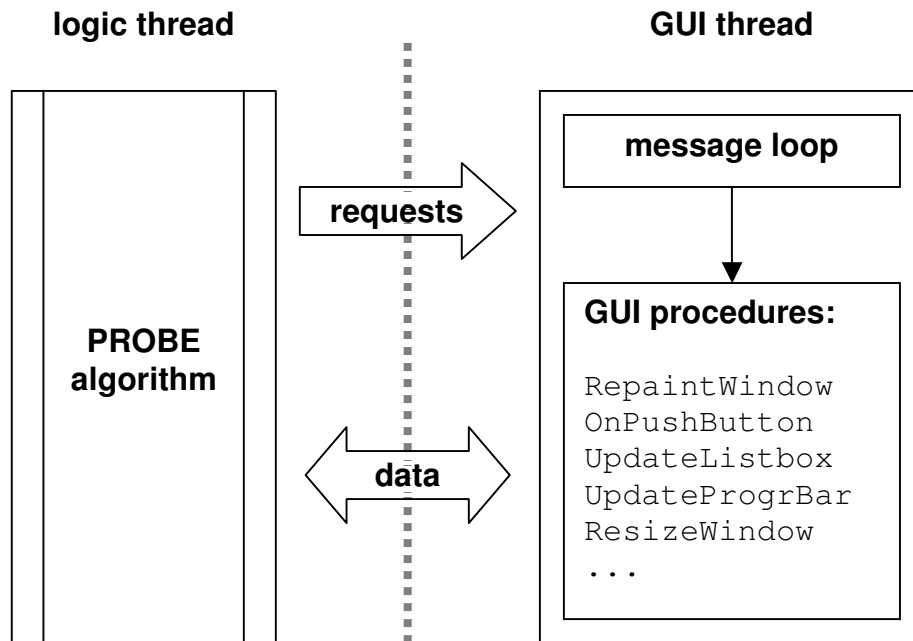 logic thread
GUI thread
message loop
requests
GUI procedures:
PROBE
algorithm
RepaintWindow
OnPushButton
UpdateListbox
data
UpdateProgrBar
ResizeWindow
...